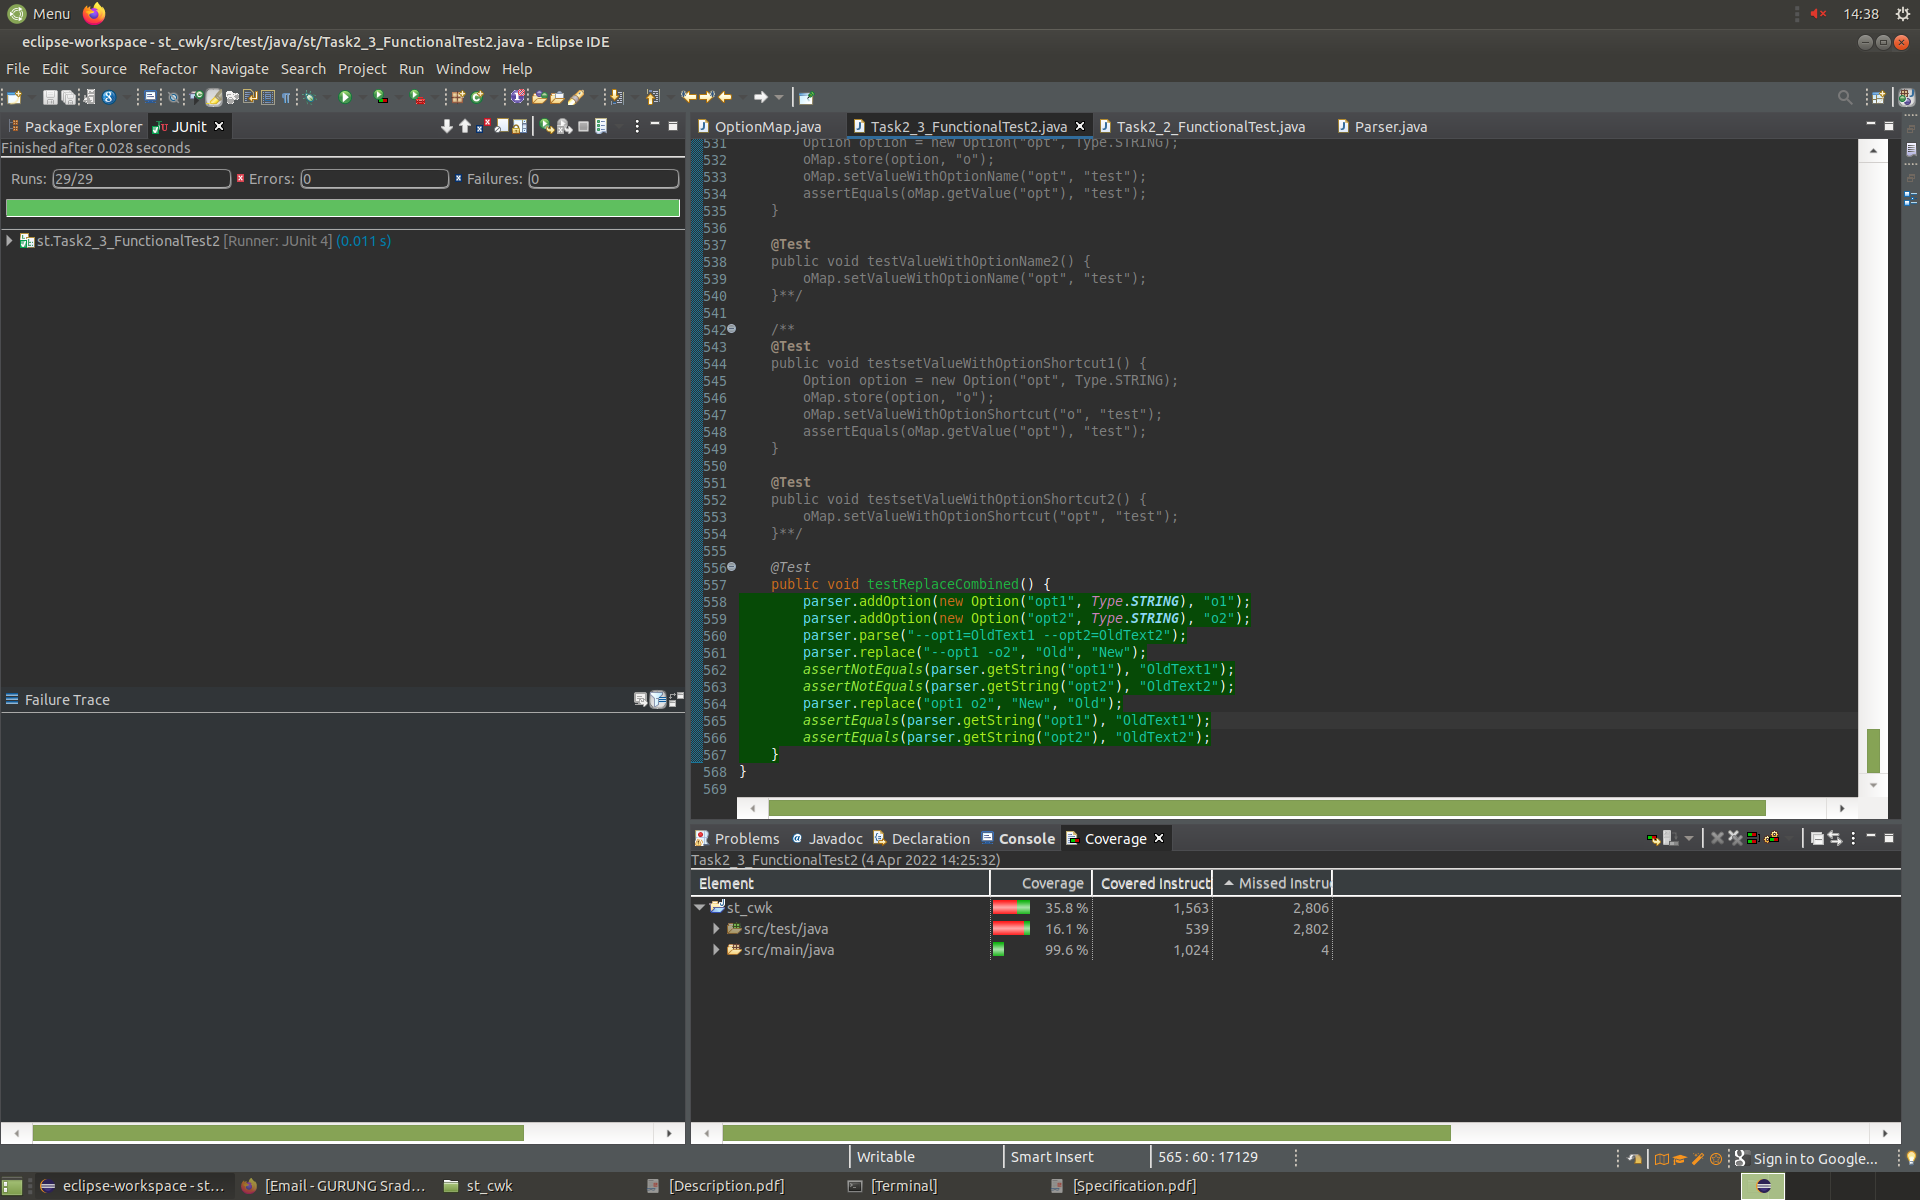 Menu
14:38
eclipse-workspace - st_cwk/src/test/java/st/Task2_3_FunctionalTest2.java - Eclipse IDE
File Edit Source Refactor Navigate Search Project Run Window Help
Package Explorer JUnit
Finished after 0.028 seconds
Runs: 29/29 Errors: 0 Failures: 0
st.Task2_3_FunctionalTest2 [Runner: JUnit 4] (0.011 s)
Failure Trace
OptionMap.java Task2_3_FunctionalTest2.java Task2_2_FunctionalTest.java Parser.java
531 Option option = new Option("opt", Type.STRING);
532 oMap.store(option, "o");
533 oMap.setValueWithOptionName("opt", "test");
534 assertEquals(oMap.getValue("opt"), "test");
535 }
536
537 @Test
538 public void testValueWithOptionName2() {
539 oMap.setValueWithOptionName("opt", "test");
540 }**/
541
542 /**
543 @Test
544 public void testsetValueWithOptionShortcut1() {
545 Option option = new Option("opt", Type.STRING);
546 oMap.store(option, "o");
547 oMap.setValueWithOptionShortcut("o", "test");
548 assertEquals(oMap.getValue("opt"), "test");
549 }
550
551 @Test
552 public void testsetValueWithOptionShortcut2() {
553 oMap.setValueWithOptionShortcut("opt", "test");
554 }**/
555
556 @Test
557 public void testReplaceCombined() {
558 parser.addOption(new Option("opt1", Type.STRING), "o1");
559 parser.addOption(new Option("opt2", Type.STRING), "o2");
560 parser.parse("--opt1=OldText1 --opt2=OldText2");
561 parser.replace("--opt1 -o2", "Old", "New");
562 assertNotEquals(parser.getString("opt1"), "OldText1");
563 assertNotEquals(parser.getString("opt2"), "OldText2");
564 parser.replace("opt1 o2", "New", "Old");
565 assertEquals(parser.getString("opt1"), "OldText1");
566 assertEquals(parser.getString("opt2"), "OldText2");
567 }
568 }
569
Problems Javadoc Declaration Console Coverage
Task2_3_FunctionalTest2 (4 Apr 2022 14:25:32)
Element Coverage Covered Instruct Missed Instru
st_cwk 35.8 % 1,563 2,806
src/test/java 16.1 % 539 2,802
src/main/java 99.6 % 1,024 4
Writable Smart Insert 565 : 60 : 17129 Sign in to Google...
eclipse-workspace - st... [Email - GURUNG Srad... st_cwk [Description.pdf] [Terminal] [Specification.pdf]